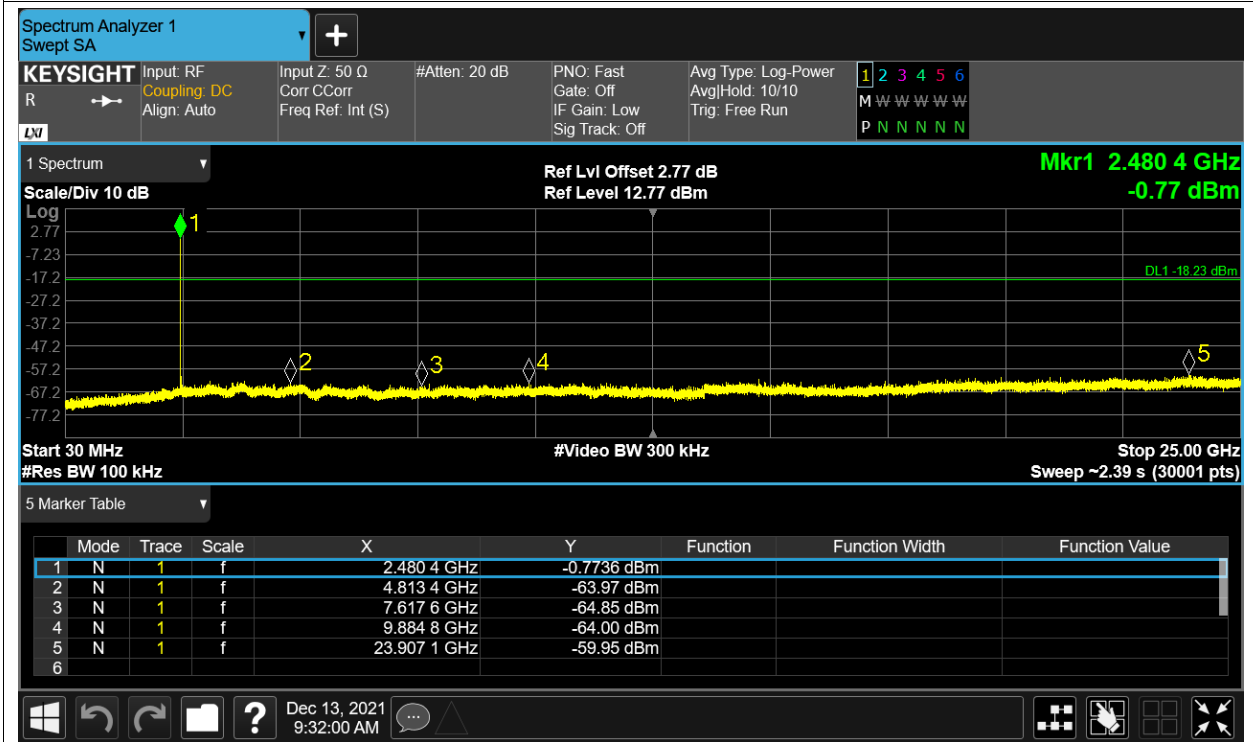 Spectrum Analyzer 1
Swept SA
KEYSIGHT Input: RF Input Z: 50 Ω #Atten: 20 dB PNO: Fast Avg Type: Log-Power 1 2 3 4 5 6
R Coupling: DC Corr CCorr Gate: Off Avg|Hold: 10/10 M W W W W W
Align: Auto Freq Ref: Int (S) IF Gain: Low Trig: Free Run
LXI Sig Track: Off P N N N N N
1 Spectrum Ref Lvl Offset 2.77 dB Mkr1 2.480 4 GHz
Scale/Div 10 dB Ref Level 12.77 dBm -0.77 dBm
Log
1
2.77
-7.23
-17.2 DL1 -18.23 dBm
-27.2
-37.2
-47.2
2 3 4 5
-57.2
-67.2
-77.2
Start 30 MHz #Video BW 300 kHz Stop 25.00 GHz
#Res BW 100 kHz Sweep ~2.39 s (30001 pts)
5 Marker Table
Mode Trace Scale X Y Function Function Width Function Value
1 N 1 f 2.480 4 GHz -0.7736 dBm
2 N 1 f 4.813 4 GHz -63.97 dBm
3 N 1 f 7.617 6 GHz -64.85 dBm
4 N 1 f 9.884 8 GHz -64.00 dBm
5 N 1 f 23.907 1 GHz -59.95 dBm
6
? Dec 13, 2021
9:32:00 AM